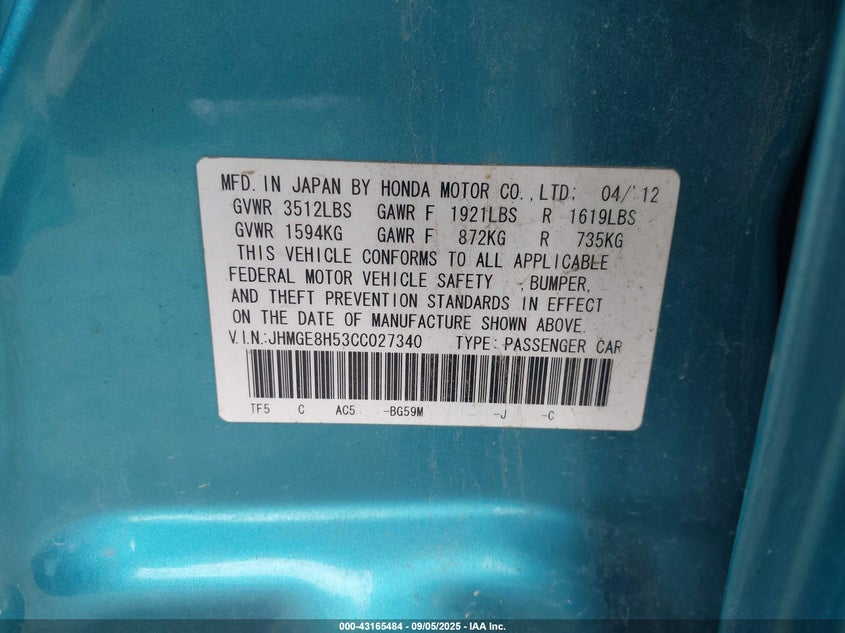 MFD. IN JAPAN BY HONDA MOTOR CO., LTD. 04/'12
GVWR 3512LBS GAWR F 1921LBS R 1619LBS
GVWR 1594KG GAWR F 872KG R 735KG
THIS VEHICLE CONFORMS TO ALL APPLICABLE
FEDERAL MOTOR VEHICLE SAFETY , BUMPER,
AND THEFT PREVENTION STANDARDS IN EFFECT
ON THE DATE OF MANUFACTURE SHOWN ABOVE.
V.I.N.:JHMGE8H53CC027340 TYPE: PASSENGER CAR
TF5 C AC5 -BG59M -J -C
000-43165484 - 09/05/2025 - IAA Inc.